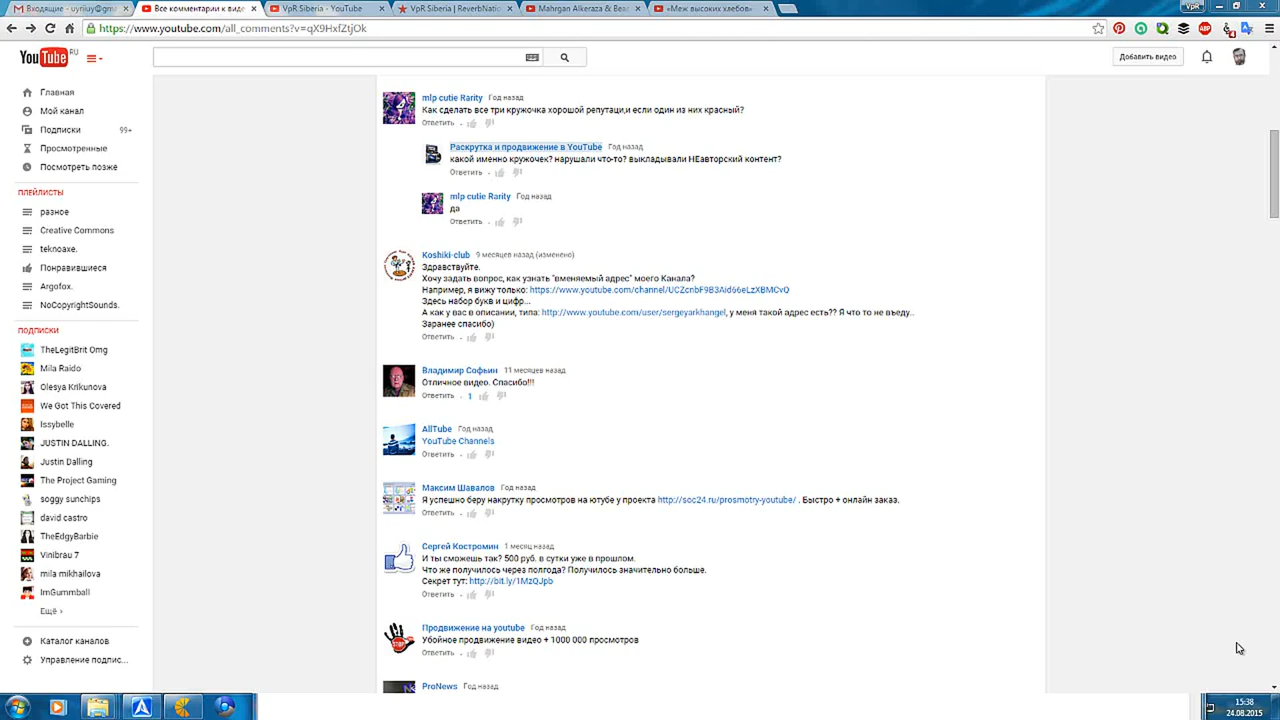 Входящие - uyniuy@gma
Все комментарии к виде
VpR Siberia - YouTube
VpR Siberia | ReverbNatio
Mahrgan Alkeraza & Beac
«Меж высоких хлебов»
VpR
https://www.youtube.com/all_comments?v=qX9HxfZtjOk
YouTube RU
Добавить видео
Главная
Мой канал
Подписки 99+
Просмотренные
Посмотреть позже
ПЛЕЙЛИСТЫ
разное
Creative Commons
teknoaxe.
Понравившиеся
Argofox.
NoCopyrightSounds.
ПОДПИСКИ
TheLegitBrit Omg
Mila Raido
Olesya Krikunova
We Got This Covered
Issybelle
JUSTIN DALLING.
Justin Dalling
The Project Gaming
soggy sunchips
david castro
TheEdgyBarbie
Vinibrau 7
mila mikhailova
ImGummball
Ещё ›
Каталог каналов
Управление подпис...
mlp cutie Rarity Год назад
Как сделать все три кружочка хорошой репутаци,и если один из них красный?
Ответить
Раскрутка и продвижение в YouTube Год назад
какой именно кружочек? нарушали что-то? выкладывали НЕавторский контент?
Ответить
mlp cutie Rarity Год назад
да
Ответить
Koshiki-club 9 месяцев назад (изменено)
Здравствуйте.
Хочу задать вопрос, как узнать "вменяемый адрес" моего Канала?
Например, я вижу только: https://www.youtube.com/channel/UCZcnbF9B3Aid66eLzXBMCvQ
Здесь набор букв и цифр...
А как у вас в описании, типа: http://www.youtube.com/user/sergeyarkhangel, у меня такой адрес есть?? Я что то не въеду..
Заранее спасибо)
Ответить
Владимир Софьин 11 месяцев назад
Отличное видео. Спасибо!!!
Ответить 1
AllTube Год назад
YouTube Channels
Ответить
Максим Шавалов Год назад
Я успешно беру накрутку просмотров на ютубе у проекта http://soc24.ru/prosmotry-youtube/ . Быстро + онлайн заказ.
Ответить
Сергей Костромин 1 месяц назад
И ты сможешь так? 500 руб. в сутки уже в прошлом.
Что же получилось через полгода? Получилось значительно больше.
Секрет тут: http://bit.ly/1MzQJpb
Ответить
Продвижение на youtube Год назад
Убойное продвижение видео + 1000 000 просмотров
Ответить
ProNews Год назад
15:38
24.08.2015